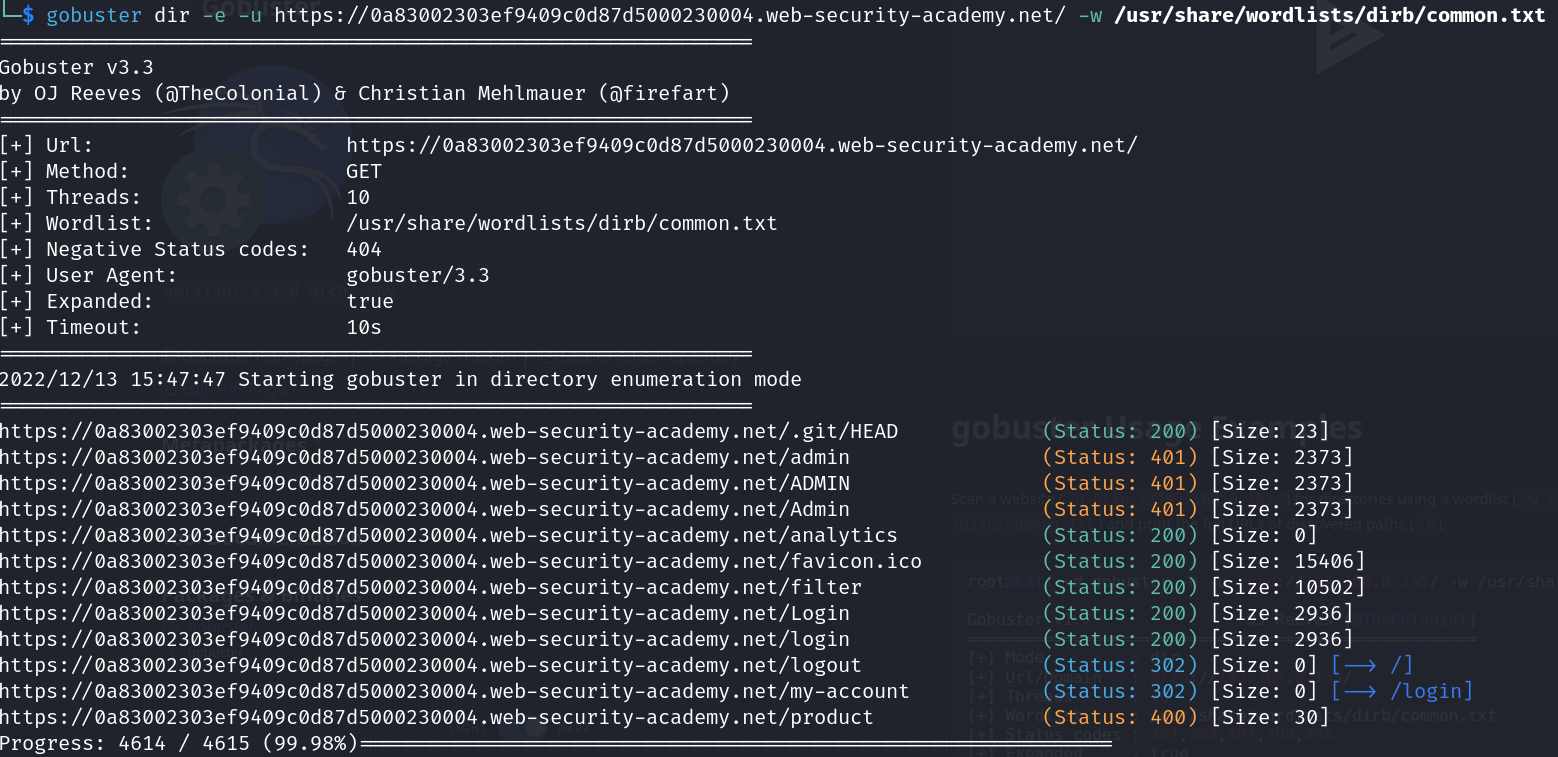 └─$ gobuster dir -e -u https://0a83002303ef9409c0d87d5000230004.web-security-academy.net/ -w /usr/share/wordlists/dirb/common.txt
===============================================================
Gobuster v3.3
by OJ Reeves (@TheColonial) & Christian Mehlmauer (@firefart)
===============================================================
[+] Url:                     https://0a83002303ef9409c0d87d5000230004.web-security-academy.net/
[+] Method:                  GET
[+] Threads:                 10
[+] Wordlist:                /usr/share/wordlists/dirb/common.txt
[+] Negative Status codes:   404
[+] User Agent:              gobuster/3.3
[+] Expanded:                true
[+] Timeout:                 10s
===============================================================
2022/12/13 15:47:47 Starting gobuster in directory enumeration mode
===============================================================
https://0a83002303ef9409c0d87d5000230004.web-security-academy.net/.git/HEAD            (Status: 200) [Size: 23]
https://0a83002303ef9409c0d87d5000230004.web-security-academy.net/admin                (Status: 401) [Size: 2373]
https://0a83002303ef9409c0d87d5000230004.web-security-academy.net/ADMIN                (Status: 401) [Size: 2373]
https://0a83002303ef9409c0d87d5000230004.web-security-academy.net/Admin                (Status: 401) [Size: 2373]
https://0a83002303ef9409c0d87d5000230004.web-security-academy.net/analytics            (Status: 200) [Size: 0]
https://0a83002303ef9409c0d87d5000230004.web-security-academy.net/favicon.ico          (Status: 200) [Size: 15406]
https://0a83002303ef9409c0d87d5000230004.web-security-academy.net/filter               (Status: 200) [Size: 10502]
https://0a83002303ef9409c0d87d5000230004.web-security-academy.net/Login                (Status: 200) [Size: 2936]
https://0a83002303ef9409c0d87d5000230004.web-security-academy.net/login                (Status: 200) [Size: 2936]
https://0a83002303ef9409c0d87d5000230004.web-security-academy.net/logout               (Status: 302) [Size: 0] [--> /]
https://0a83002303ef9409c0d87d5000230004.web-security-academy.net/my-account           (Status: 302) [Size: 0] [--> /login]
https://0a83002303ef9409c0d87d5000230004.web-security-academy.net/product              (Status: 400) [Size: 30]
Progress: 4614 / 4615 (99.98%)===============================================================